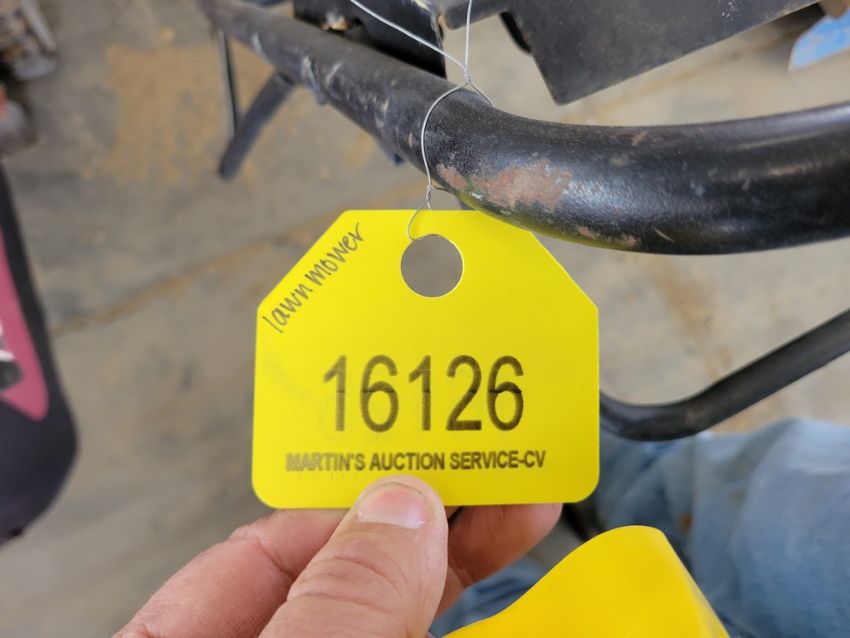 lawn mower
16126
MARTIN'S AUCTION SERVICE-CV